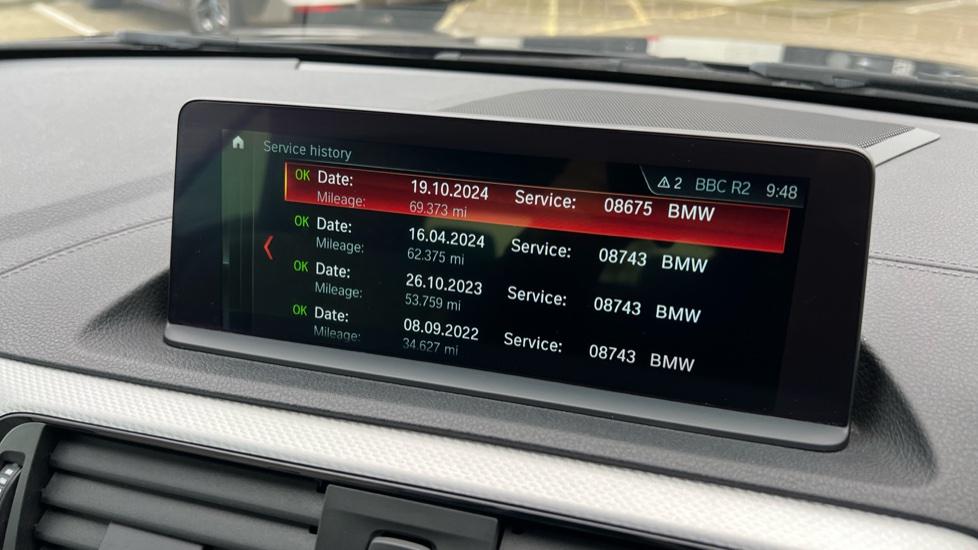 Service history
⚠ 2 BBC R2 9:48
OK Date: 19.10.2024 Service: 08675 BMW
Mileage: 69.373 mi
OK Date: 16.04.2024 Service: 08743 BMW
Mileage: 62.375 mi
OK Date: 26.10.2023 Service: 08743 BMW
Mileage: 53.759 mi
OK Date: 08.09.2022 Service: 08743 BMW
Mileage: 34.627 mi